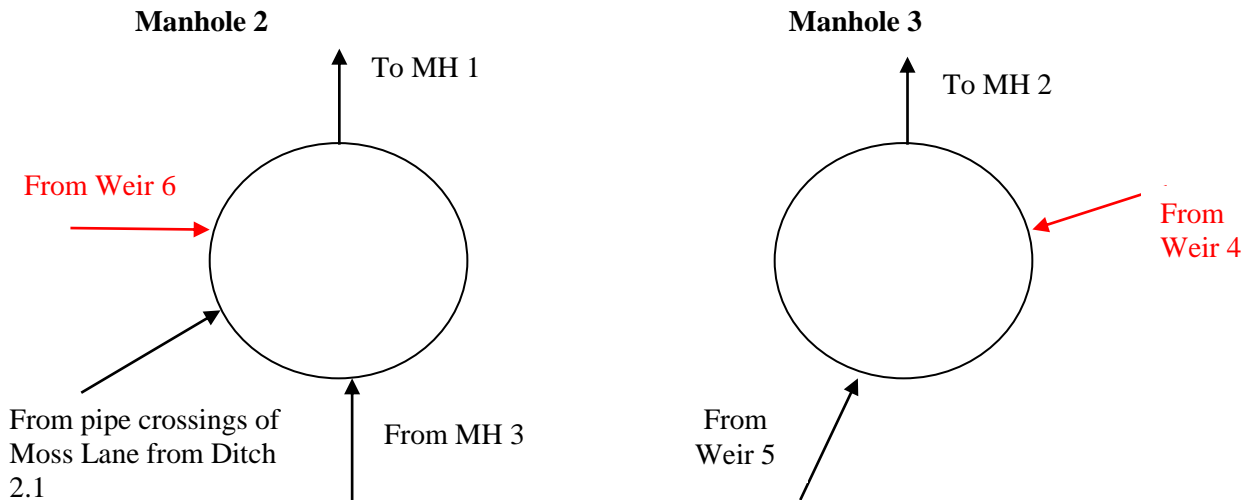 Manhole 2
To MH 1
From Weir 6
From pipe crossings of
Moss Lane from Ditch
2.1
From MH 3
Manhole 3
To MH 2
From
Weir 4
From
Weir 5